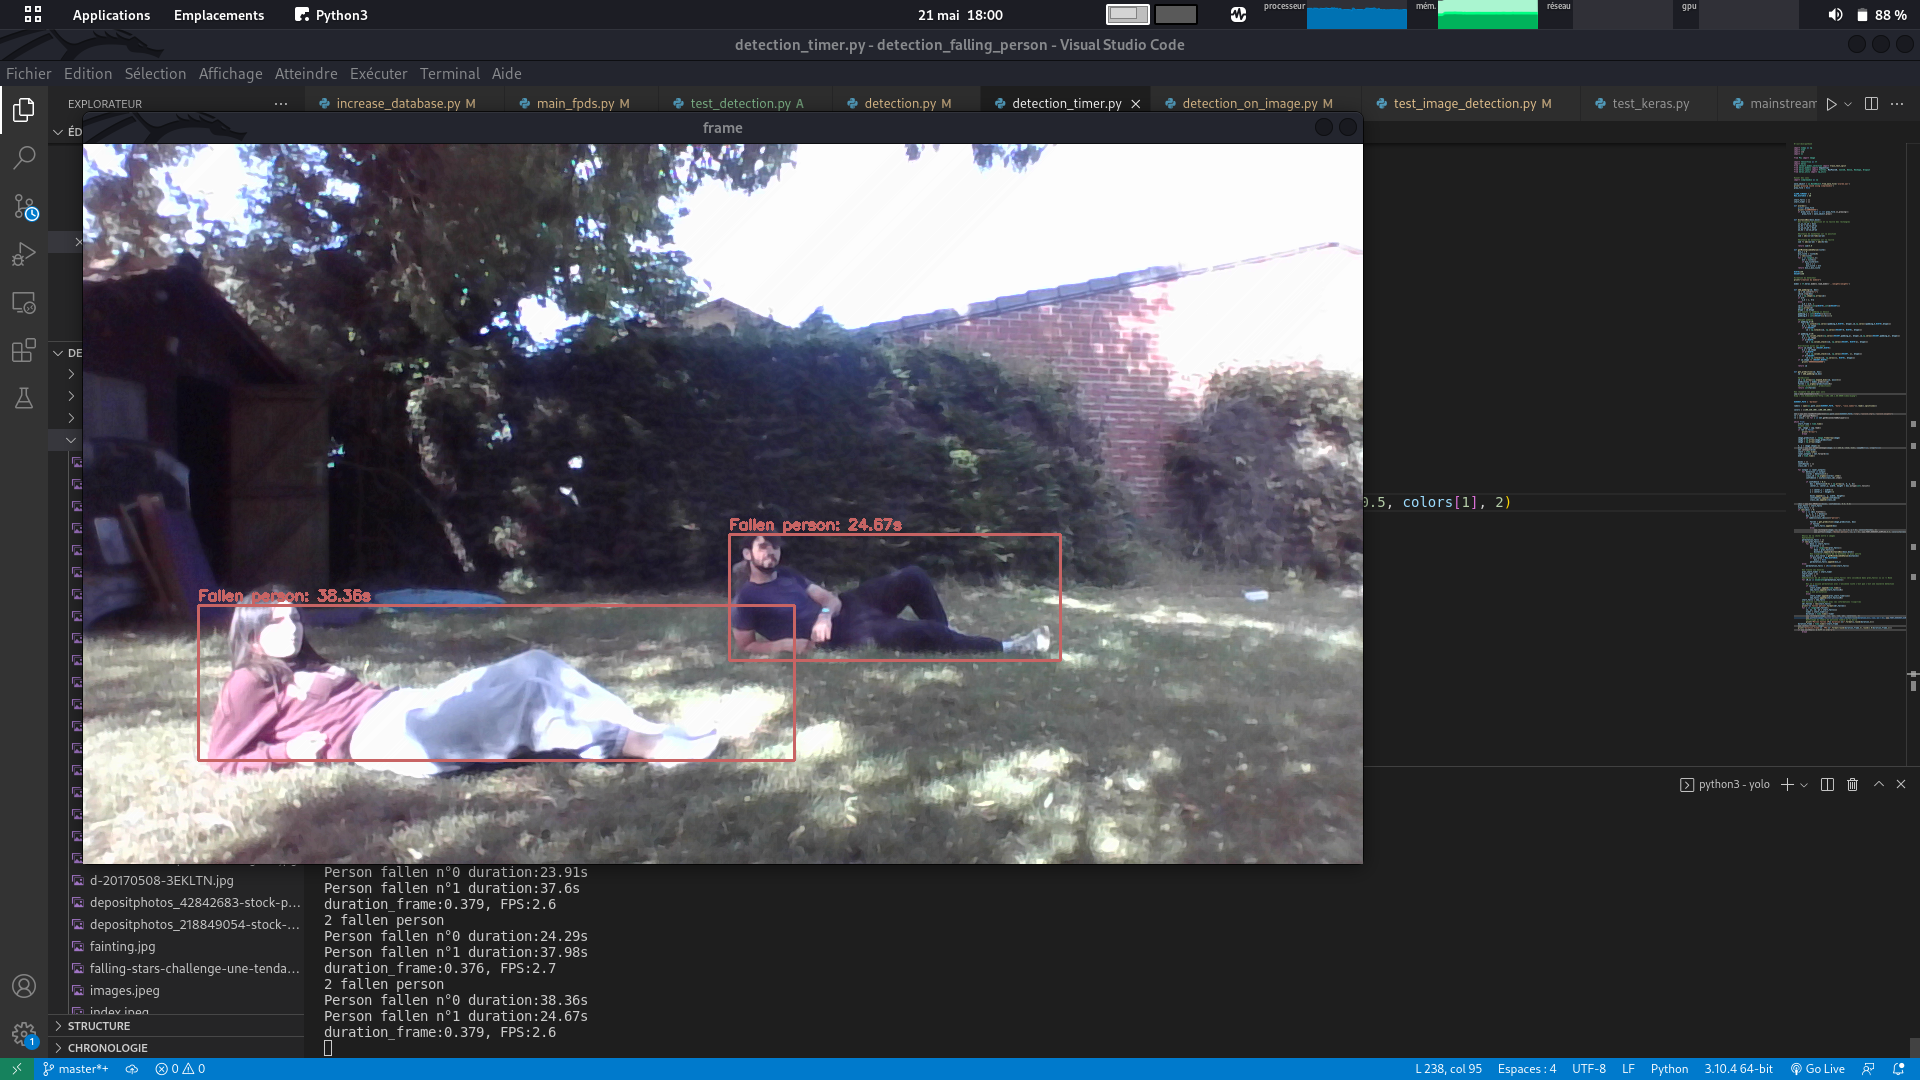 Applications Emplacements Python3 21 mai 18:00 processeur mém. réseau gpu 88 %
detection_timer.py - detection_falling_person - Visual Studio Code
Fichier Edition Sélection Affichage Atteindre Exécuter Terminal Aide
EXPLORATEUR increase_database.py M main_fpds.py M test_detection.py A detection.py M detection_timer.py detection_on_image.py M test_image_detection.py M test_keras.py mainstream
ÉD
frame
DE
0.5, colors[1], 2)
Fallen person: 24.67s
Fallen person: 38.36s
python3 - yolo
Person fallen n°0 duration:23.91s
d-20170508-3EKLTN.jpg
Person fallen n°1 duration:37.6s
depositphotos_42842683-stock-p...
duration_frame:0.379, FPS:2.6
depositphotos_218849054-stock-...
2 fallen person
Person fallen n°0 duration:24.29s
fainting.jpg
Person fallen n°1 duration:37.98s
falling-stars-challenge-une-tenda...
duration_frame:0.376, FPS:2.7
images.jpeg
2 fallen person
Person fallen n°0 duration:38.36s
index.jpeg
Person fallen n°1 duration:24.67s
STRUCTURE
duration_frame:0.379, FPS:2.6
CHRONOLOGIE
1
master*+ 0 0 L 238, col 95 Espaces : 4 UTF-8 LF Python 3.10.4 64-bit Go Live